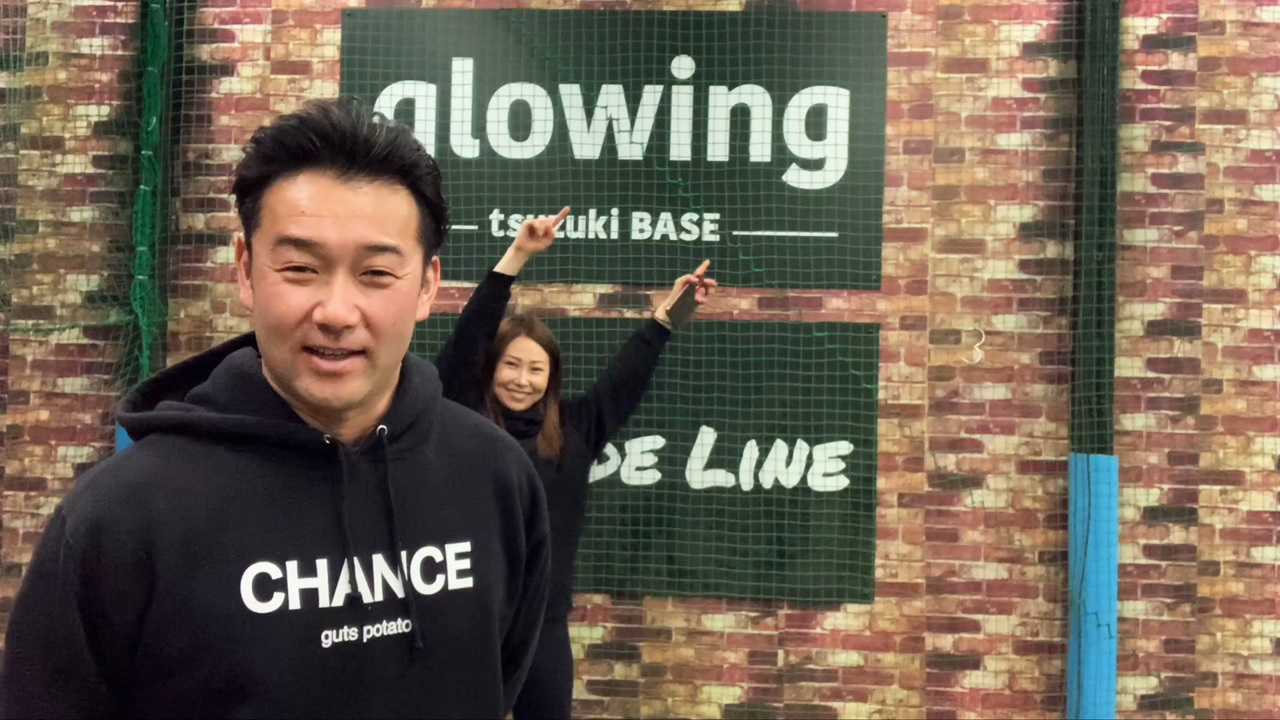 glowing
tsuzuki BASE
DE LINE
CHANCE
guts potato